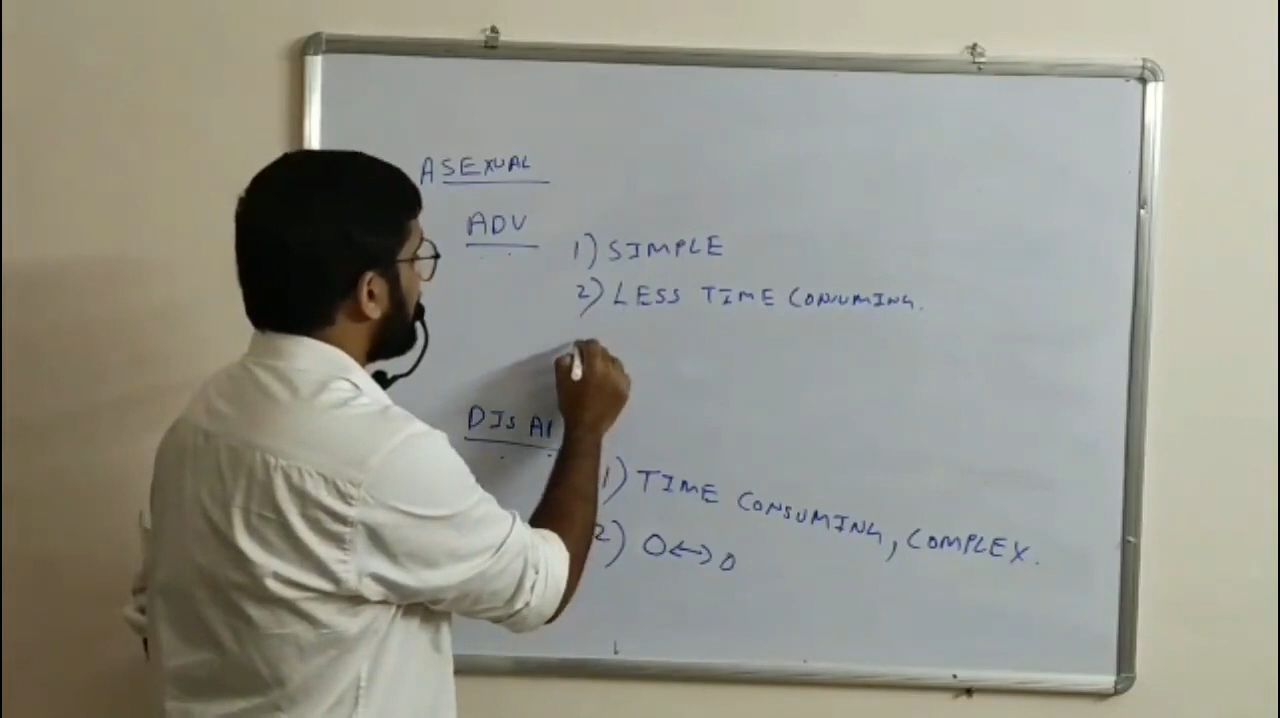 ASEXUAL
ADV
1) SIMPLE
2) LESS TIME CONSUMING.
DIS
1) TIME CONSUMING, COMPLEX.
2) O↔O